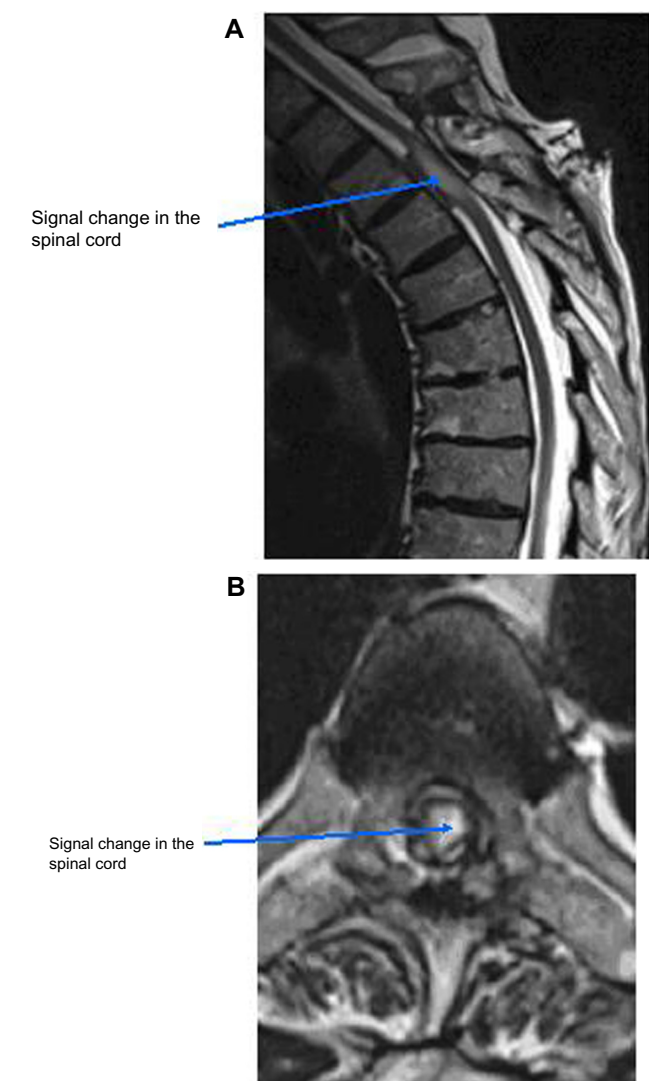 A
Signal change in the
spinal cord
B
Signal change in the
spinal cord